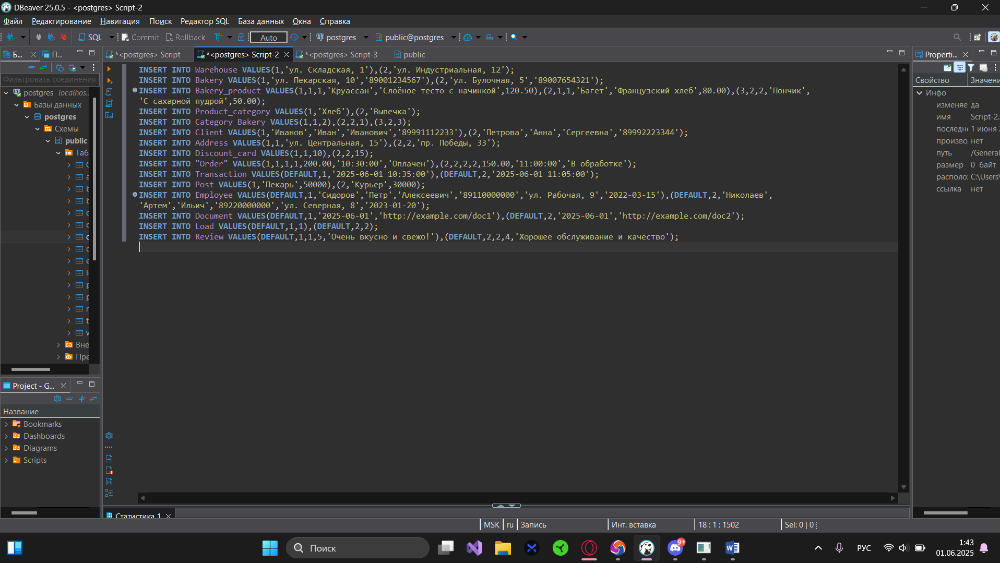 DBeaver 25.0.5 - <postgres> Script-2
Файл Редактирование Навигация Поиск Редактор SQL База данных Окна Справка
SQL Commit Rollback Auto postgres public@postgres
Б... П...
*<postgres> Script *<postgres> Script-2 *<postgres> Script-3 public
Properti...
Фильтровать соединения
Свойство Значени
postgres localhos...
Базы данных
postgres
Схемы
public
Таб
Вне
Пре
INSERT INTO Warehouse VALUES(1,'ул. Складская, 1'),(2,'ул. Индустриальная, 12');
INSERT INTO Bakery VALUES(1,'ул. Пекарская, 10','89001234567'),(2,'ул. Булочная, 5','89007654321');
INSERT INTO Bakery_product VALUES(1,1,1,'Круассан','Слоёное тесто с начинкой',120.50),(2,1,1,'Багет','Французский хлеб',80.00),(3,2,2,'Пончик',
'С сахарной пудрой',50.00);
INSERT INTO Product_category VALUES(1,'Хлеб'),(2,'Выпечка');
INSERT INTO Category_Bakery VALUES(1,1,2),(2,2,1),(3,2,3);
INSERT INTO Client VALUES(1,'Иванов','Иван','Иванович','89991112233'),(2,'Петрова','Анна','Сергеевна','89992223344');
INSERT INTO Address VALUES(1,1,'ул. Центральная, 15'),(2,2,'пр. Победы, 33');
INSERT INTO Discount_card VALUES(1,1,10),(2,2,15);
INSERT INTO "Order" VALUES(1,1,1,1,200.00,'10:30:00','Оплачен'),(2,2,2,2,150.00,'11:00:00','В обработке');
INSERT INTO Transaction VALUES(DEFAULT,1,'2025-06-01 10:35:00'),(DEFAULT,2,'2025-06-01 11:05:00');
INSERT INTO Post VALUES(1,'Пекарь',50000),(2,'Курьер',30000);
INSERT INTO Employee VALUES(DEFAULT,1,'Сидоров','Петр','Алексеевич','89110000000','ул. Рабочая, 9','2022-03-15'),(DEFAULT,2,'Николаев',
'Артем','Ильич','89220000000','ул. Северная, 8','2023-01-20');
INSERT INTO Document VALUES(DEFAULT,1,'2025-06-01','http://example.com/doc1'),(DEFAULT,2,'2025-06-01','http://example.com/doc2');
INSERT INTO Load VALUES(DEFAULT,1,1),(DEFAULT,2,2);
INSERT INTO Review VALUES(DEFAULT,1,1,5,'Очень вкусно и свежо!'),(DEFAULT,2,2,4,'Хорошее обслуживание и качество');
Инфо
изменяе да
имя Script-2.
последне 1 июня
произво, нет
путь /General
размер 0 байт
располо: C:\Users\
ссылка нет
Project - G...
Название
Bookmarks
Dashboards
Diagrams
Scripts
Статистика 1
MSK ru Запись Инт. вставка 18 : 1 : 1502 Sel: 0 | 0
Поиск
9+
РУС
1:43
01.06.2025